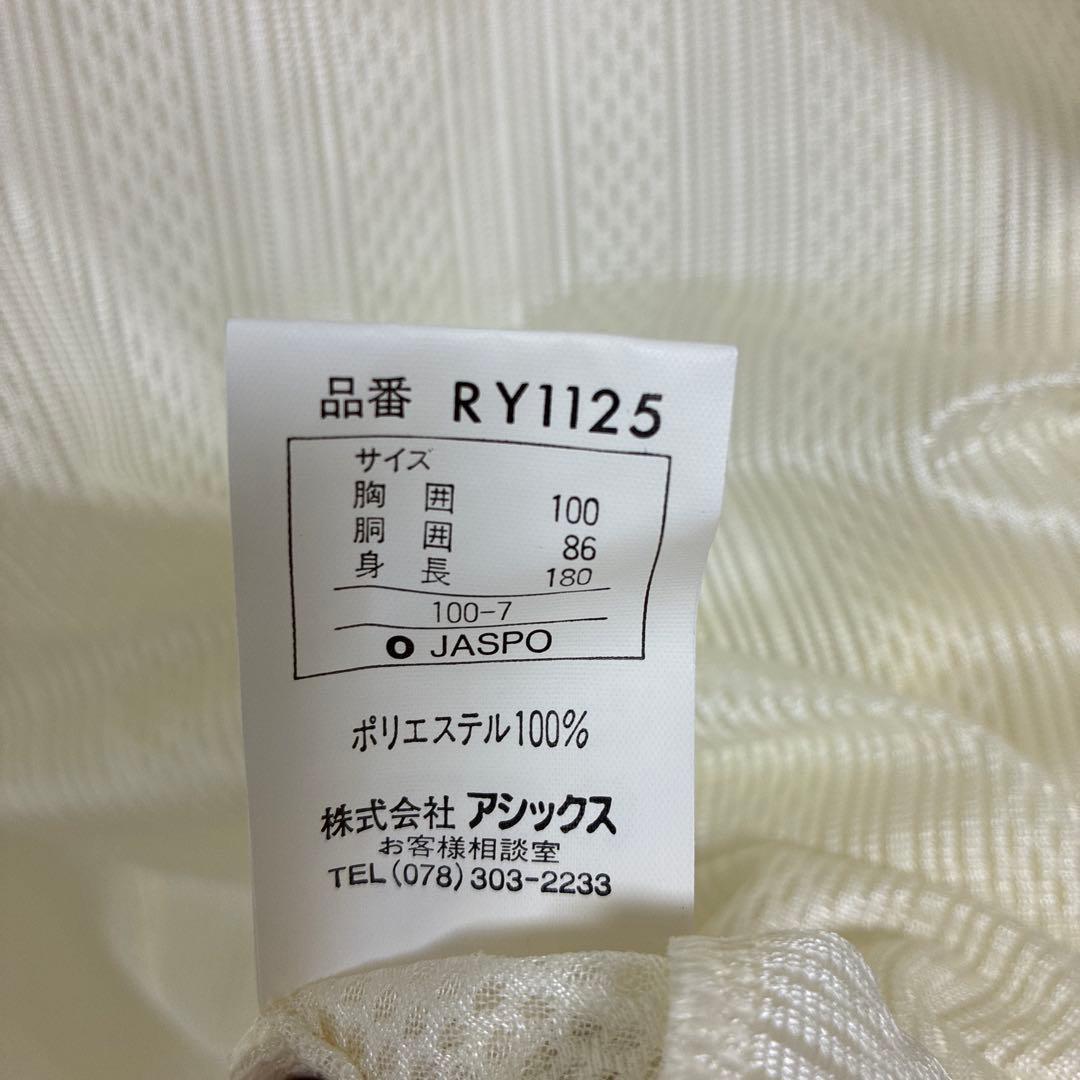 品番 RY1125
サイズ
胸囲 100
胴囲 86
身長 180
100-7
O JASPO
ポリエステル100%
株式会社 アシックス
お客様相談室
TEL(078)303-2233